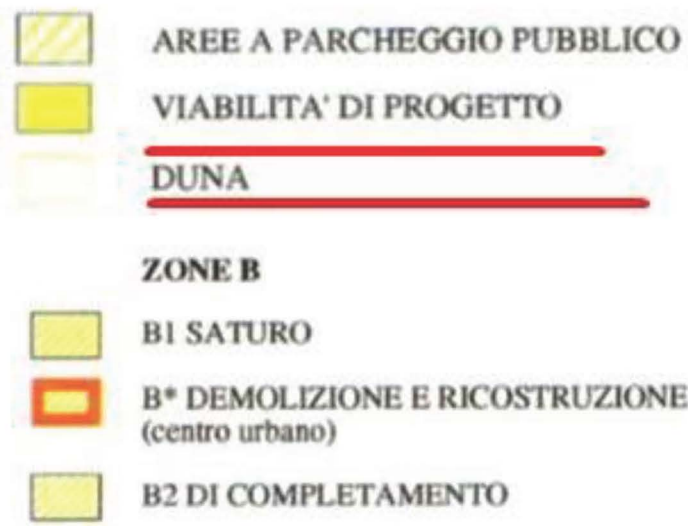 AREE A PARCHEGGIO PUBBLICO
VIABILITA' DI PROGETTO
DUNA
ZONE B
B1 SATURO
B* DEMOLIZIONE E RICOSTRUZIONE
(centro urbano)
B2 DI COMPLETAMENTO